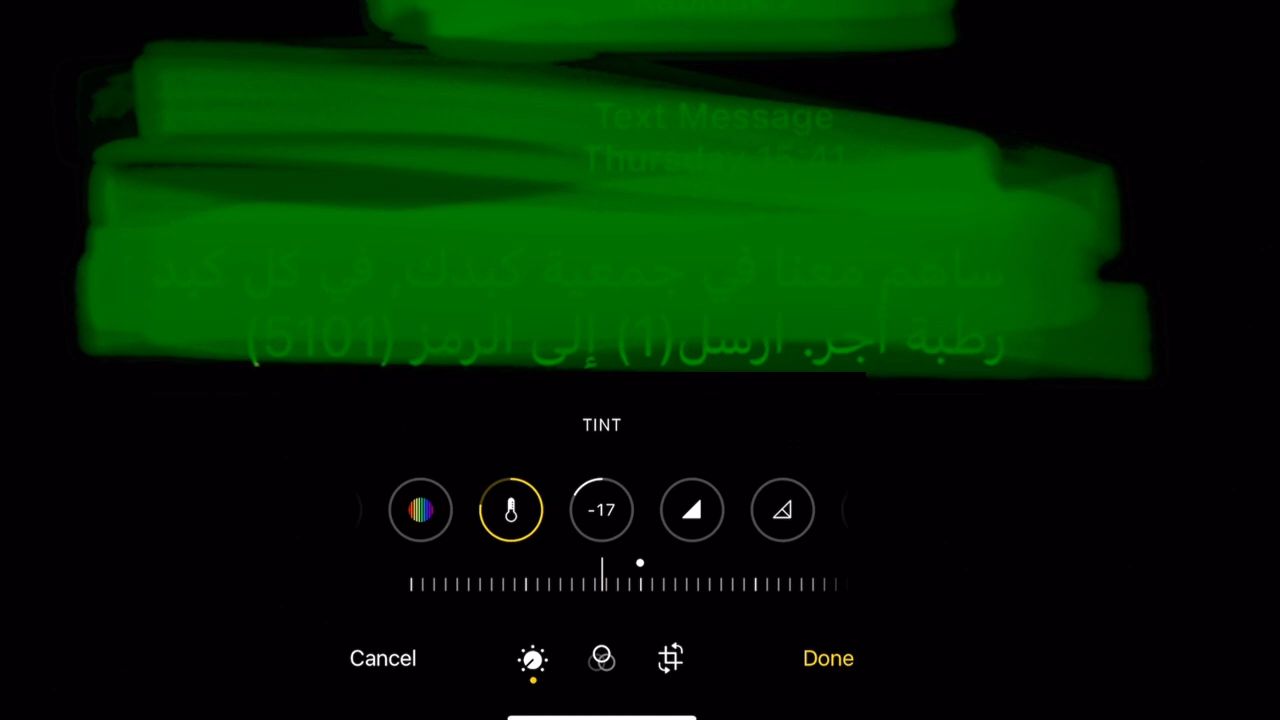 Text Message
Thursday 15:41
ساهم معنا في جمعية كبدك, في كل كبد
رطبة أجر. ارسل(1) إلى الرمز (5101)
TINT
-17
Cancel
Done